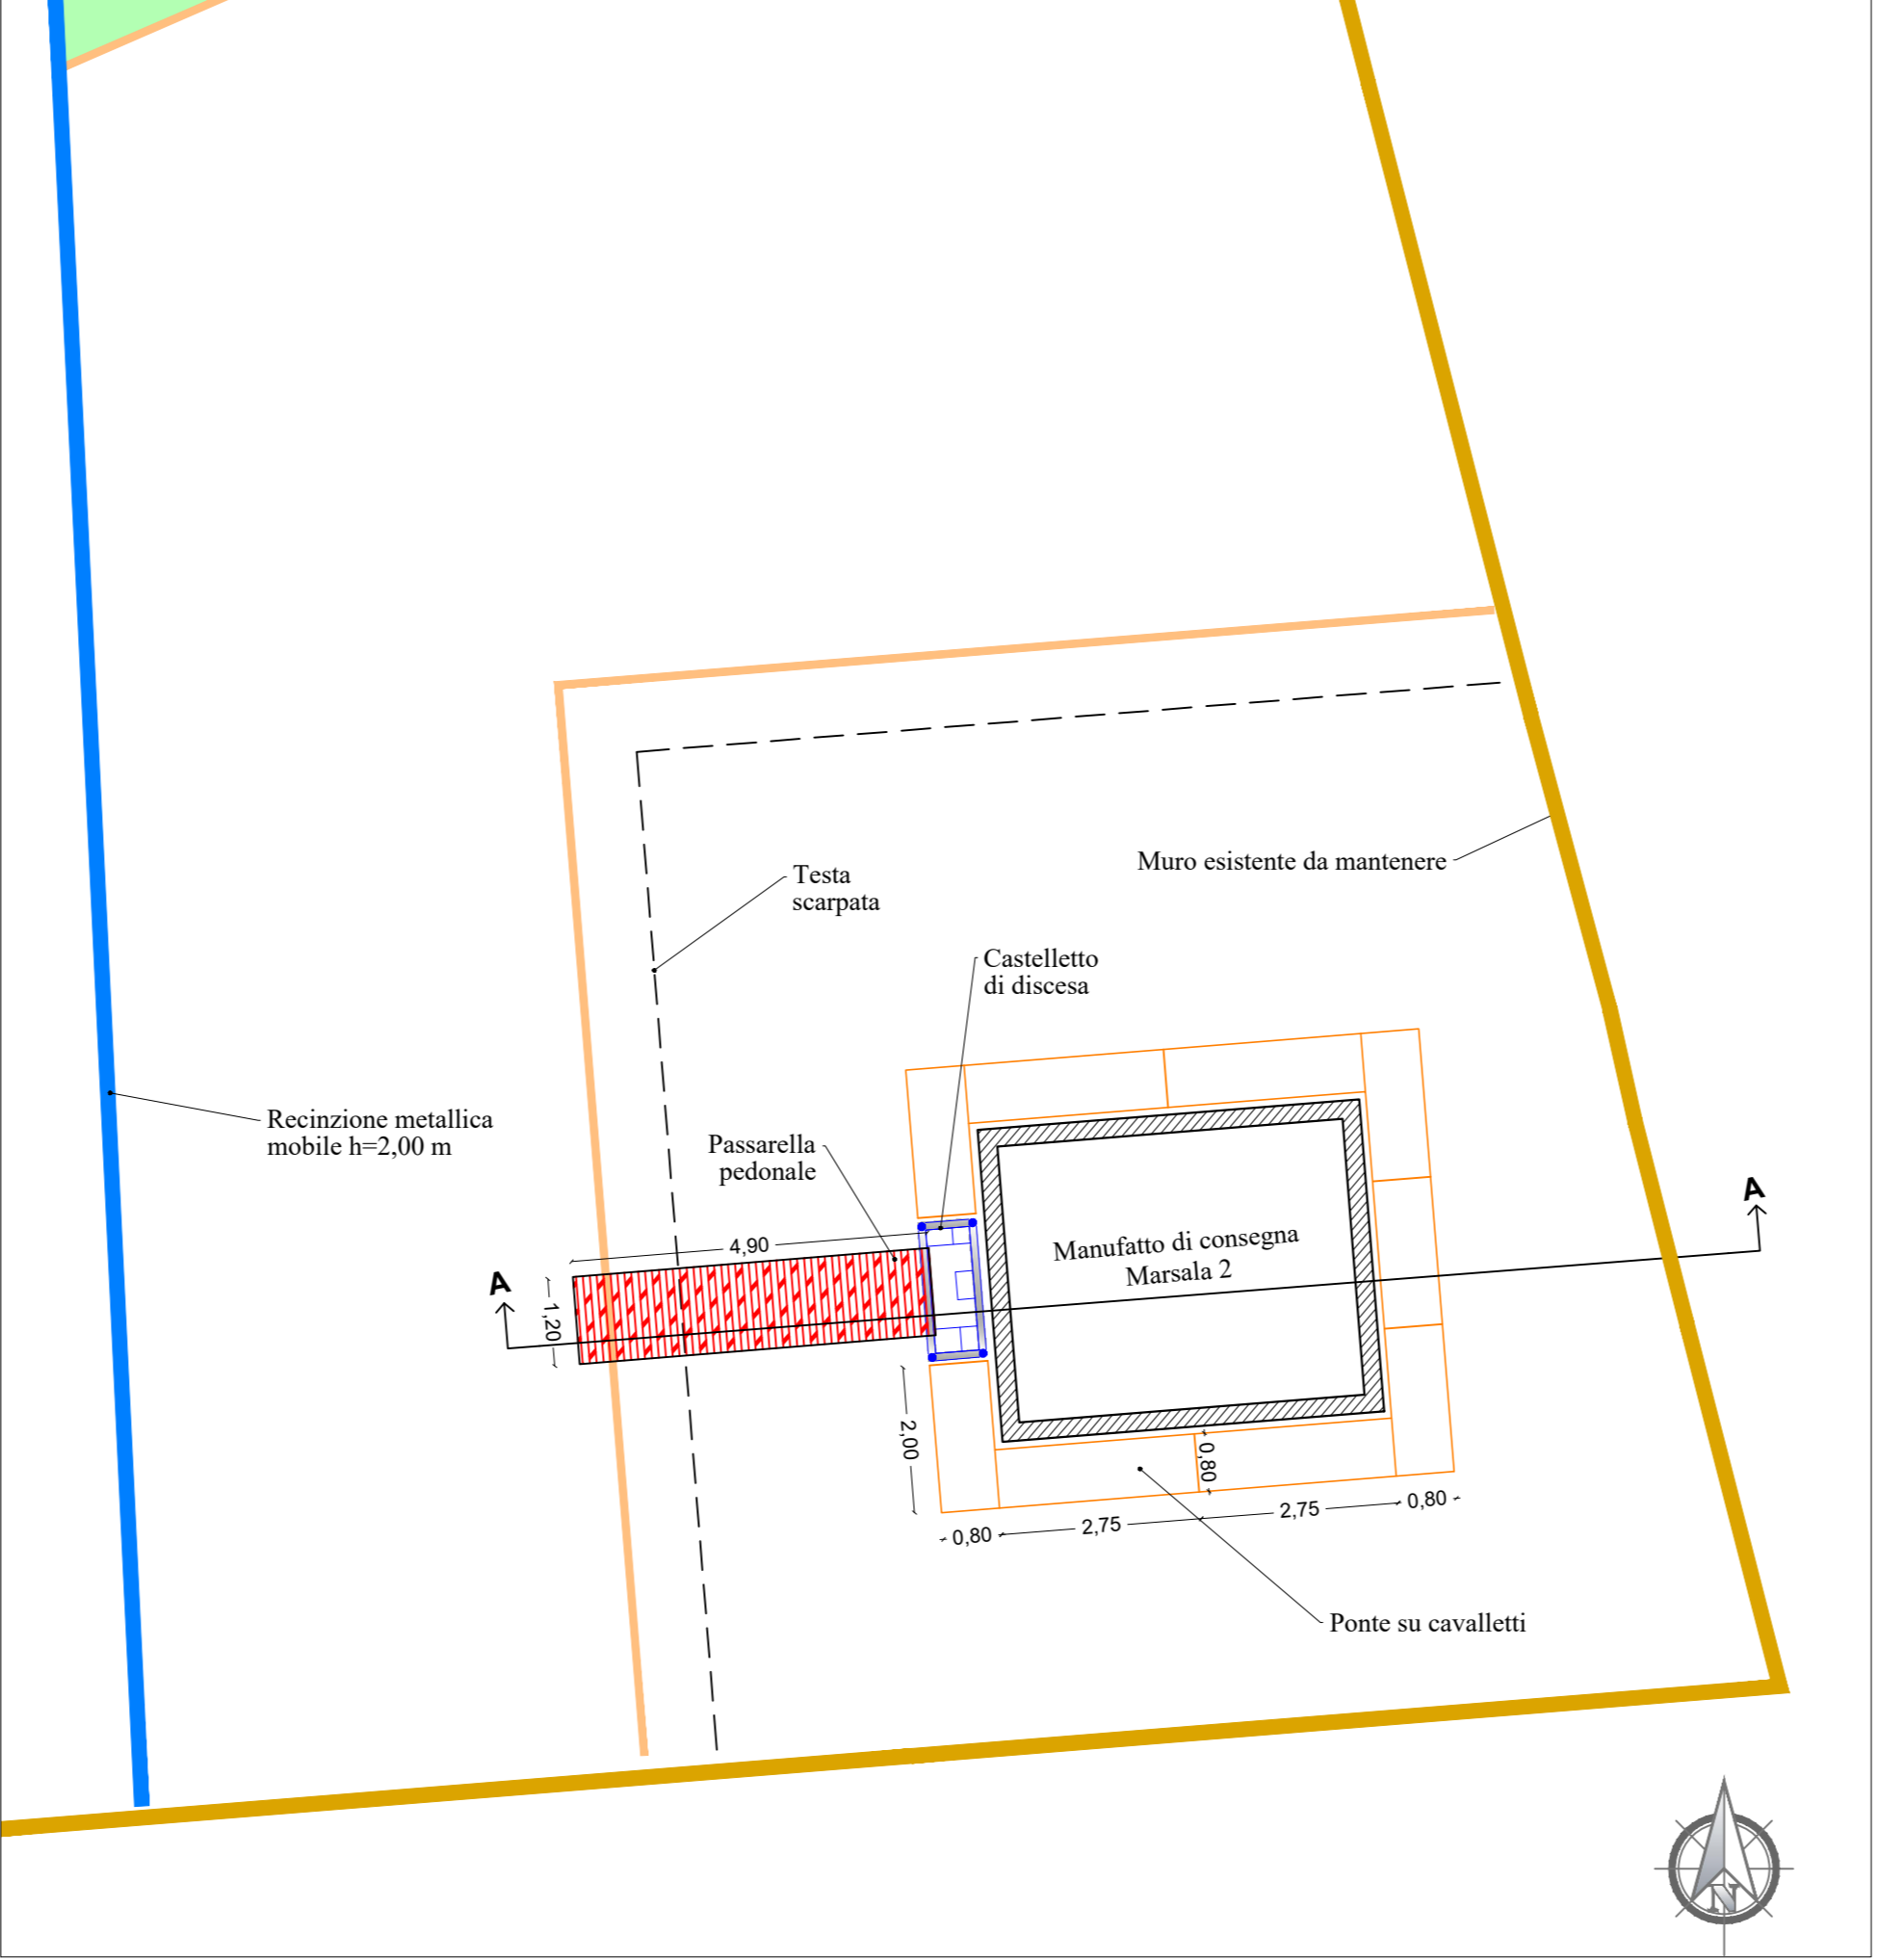 Muro esistente da mantenere
Testa
scarpata
Castelletto
di discesa
Recinzione metallica
mobile h=2,00 m
Passarella
pedonale
A
Manufatto di consegna
Marsala 2
4,90
A
1,20
2,00
0,80
0,80
2,75
2,75
0,80
Ponte su cavalletti
N